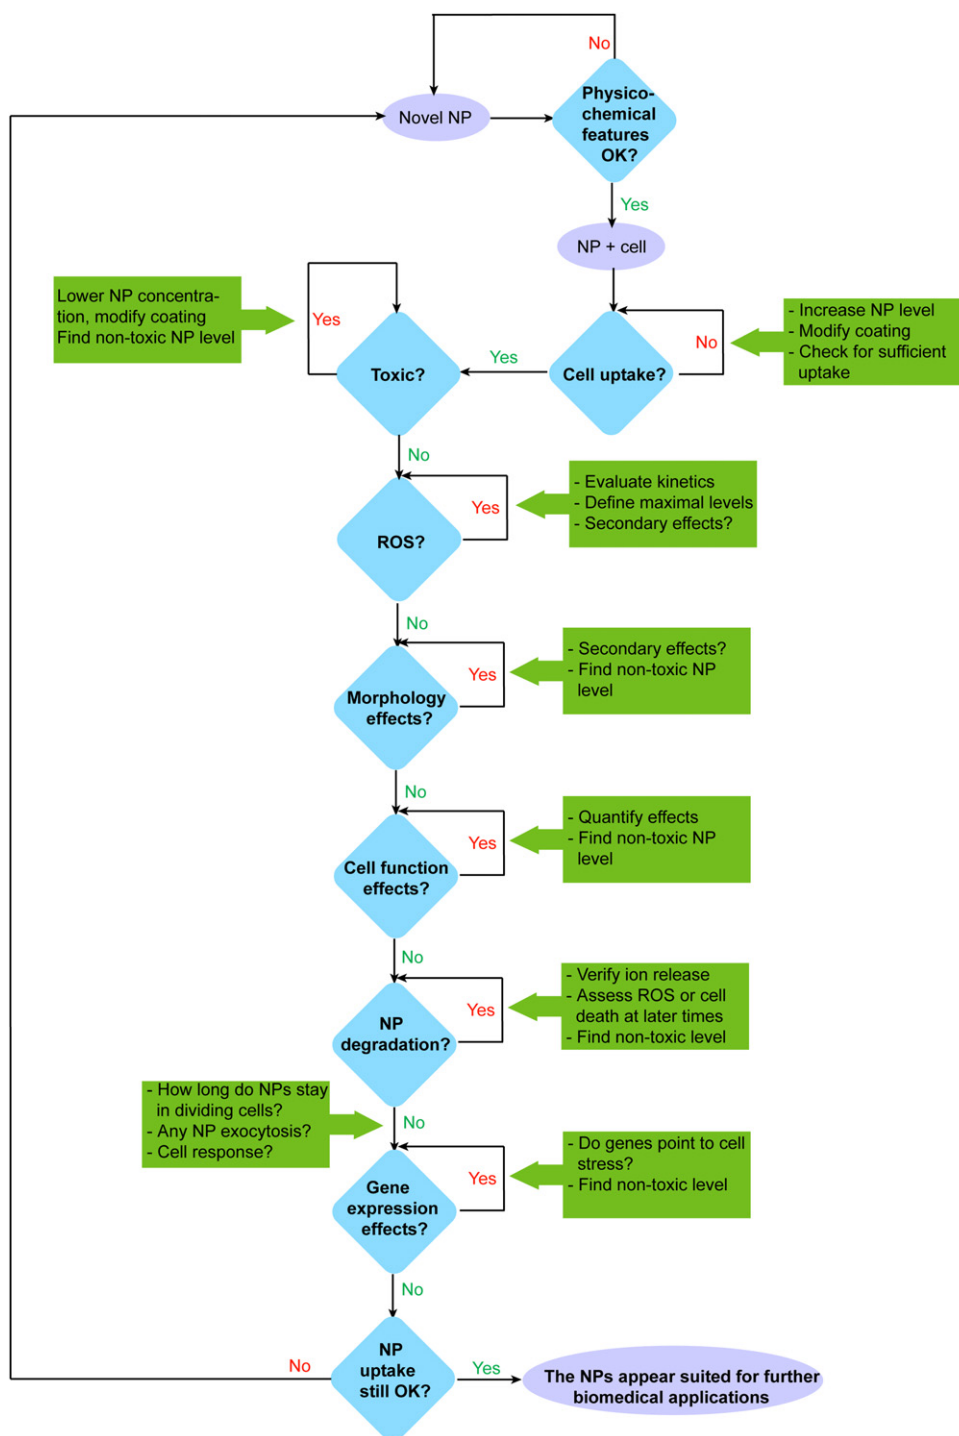 No
Physico-
chemical
features
OK?
Novel NP
Yes
NP + cell
Lower NP concentra-
tion, modify coating
Find non-toxic NP level
Yes
Toxic?
Yes
Cell uptake?
No
- Increase NP level
- Modify coating
- Check for sufficient
uptake
No
ROS?
Yes
- Evaluate kinetics
- Define maximal levels
- Secondary effects?
No
Morphology
effects?
Yes
- Secondary effects?
- Find non-toxic NP
level
No
Cell function
effects?
Yes
- Quantify effects
- Find non-toxic NP
level
No
NP
degradation?
Yes
- Verify ion release
- Assess ROS or cell
death at later times
- Find non-toxic level
- How long do NPs stay
in dividing cells?
- Any NP exocytosis?
- Cell response?
No
Gene
expression
effects?
Yes
- Do genes point to cell
stress?
- Find non-toxic level
No
No
NP
uptake
still OK?
Yes
The NPs appear suited for further
biomedical applications